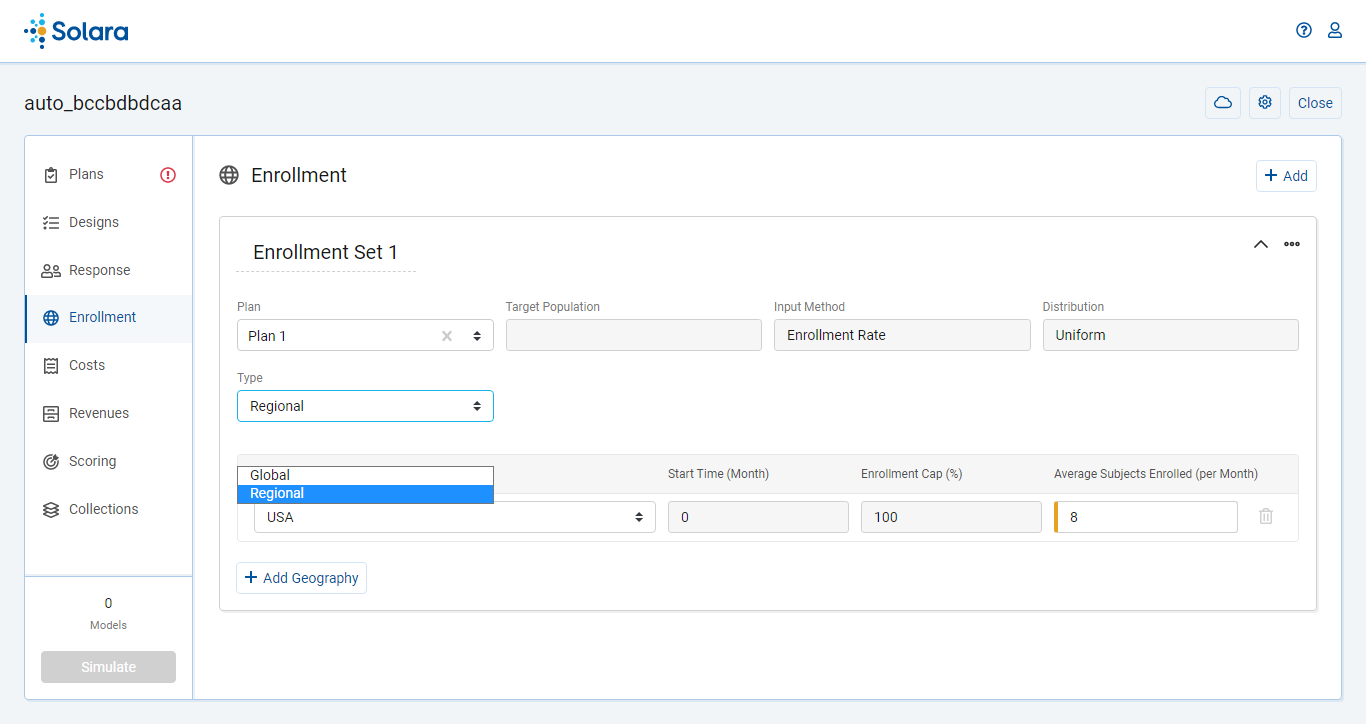 Solara
auto_bccbdbdcaa
Close
Plans
Designs
Response
Enrollment
Costs
Revenues
Scoring
Collections
0
Models
Simulate
Enrollment
Add
Enrollment Set 1
Plan
Target Population
Input Method
Distribution
Plan 1
Enrollment Rate
Uniform
Type
Regional
Global
Regional
Start Time (Month)
Enrollment Cap (%)
Average Subjects Enrolled (per Month)
USA
0
100
8
Add Geography